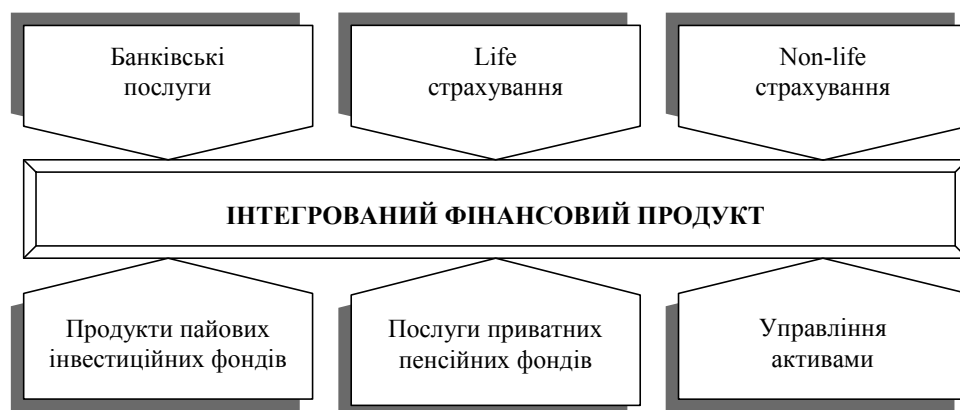 Банківські
послуги
Life
страхування
Non-life
страхування
ІНТЕГРОВАНИЙ ФІНАНСОВИЙ ПРОДУКТ
Продукти пайових
інвестиційних фондів
Послуги приватних
пенсійних фондів
Управління
активами